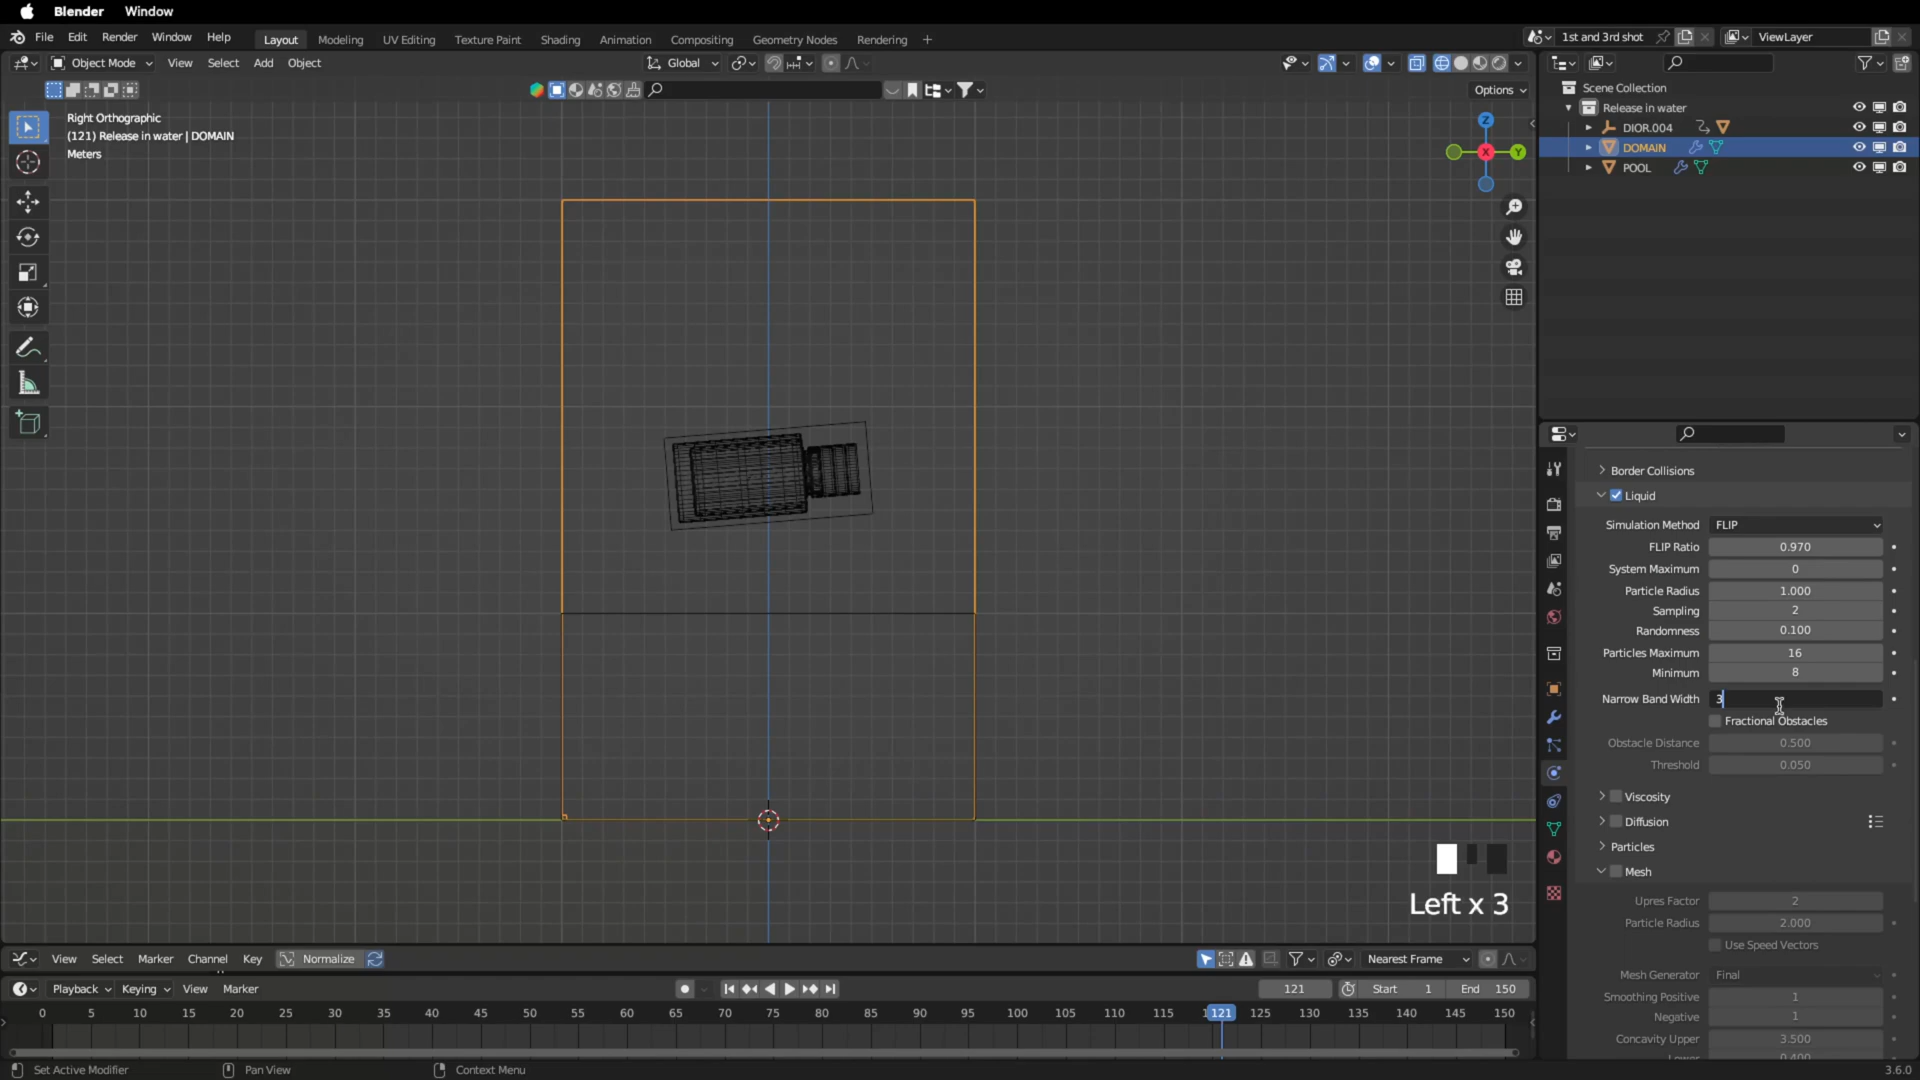 Blender Window
File Edit Render Window Help Layout Modeling UV Editing Texture Paint Shading Animation Compositing Geometry Nodes Rendering + 1st and 3rd shot ViewLayer
Object Mode View Select Add Object Global
Options
Right Orthographic
(121) Release in water | DOMAIN
Meters
Z
X
Y
Scene Collection
Release in water
DIOR.004
DOMAIN
POOL
Border Collisions
Liquid
Simulation Method FLIP
FLIP Ratio 0.970
System Maximum 0
Particle Radius 1.000
Sampling 2
Randomness 0.100
Particles Maximum 16
Minimum 8
Narrow Band Width 3
Fractional Obstacles
Obstacle Distance 0.500
Threshold 0.050
Viscosity
Diffusion
Particles
Mesh
Upres Factor 2
Particle Radius 2.000
Use Speed Vectors
Mesh Generator Final
Smoothing Positive 1
Negative 1
Concavity Upper 3.500
Lower 0.400
Left x 3
View Select Marker Channel Key Normalize Nearest Frame
Playback Keying View Marker 121 Start 1 End 150
0 5 10 15 20 25 30 35 40 45 50 55 60 65 70 75 80 85 90 95 100 105 110 115 121 125 130 135 140 145 150
Set Active Modifier Pan View Context Menu 3.6.0